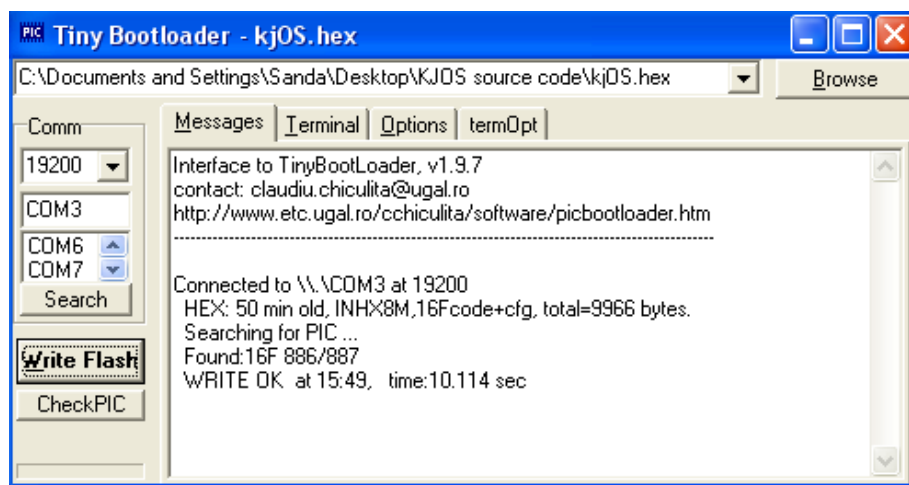 PIC Tiny Bootloader - kjOS.hex
C:\Documents and Settings\Sanda\Desktop\KJOS source code\kjOS.hex
Browse
Comm
Messages Terminal Options termOpt
19200
COM3
COM6
COM7
Search
Write Flash
CheckPIC
Interface to TinyBootLoader, v1.9.7
contact: claudiu.chiculita@ugal.ro
http://www.etc.ugal.ro/cchiculita/software/picbootloader.htm
------------------------------------------------------------
Connected to \\.\COM3 at 19200
HEX: 50 min old, INHX8M,16Fcode+cfg, total=9966 bytes.
Searching for PIC ...
Found:16F 886/887
WRITE OK at 15:49, time:10.114 sec